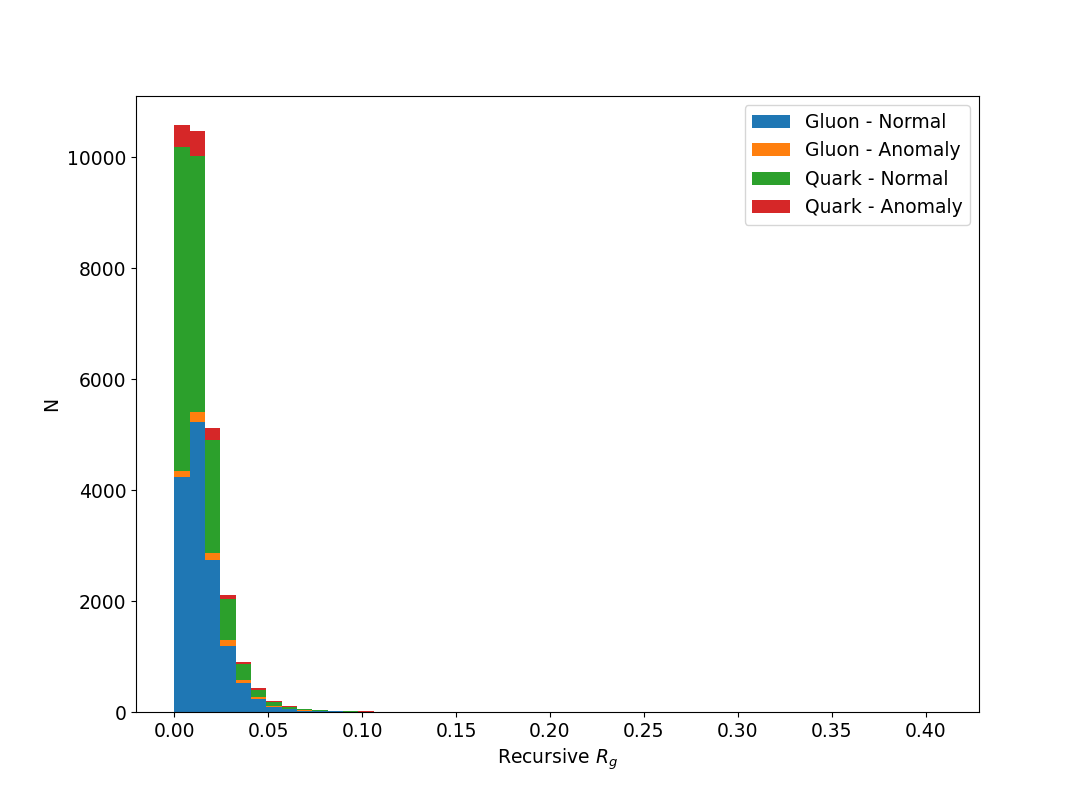 Gluon - Normal
Gluon - Anomaly
Quark - Normal
Quark - Anomaly
10000
8000
6000
4000
2000
0
N
0.00 0.05 0.10 0.15 0.20 0.25 0.30 0.35 0.40
Recursive R_g